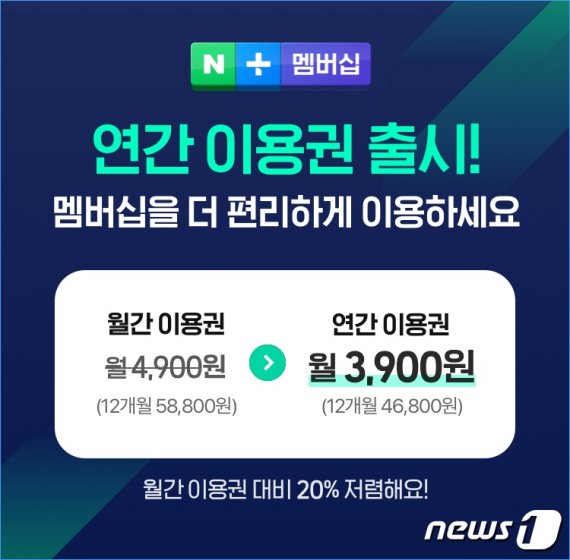 N + 멤버십
연간 이용권 출시!
멤버십을 더 편리하게 이용하세요
월간 이용권
월 4,900원
(12개월 58,800원)
연간 이용권
월 3,900원
(12개월 46,800원)
월간 이용권 대비 20% 저렴해요!
news1